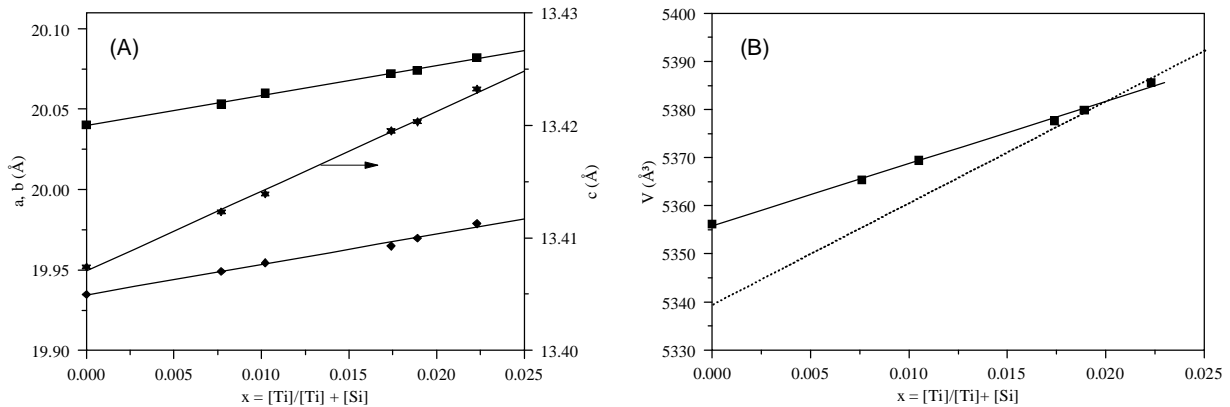 (A)
20.10
20.05
20.00
19.95
19.90
a, b (Å)
13.43
13.42
13.41
13.40
c (Å)
0.000 0.005 0.010 0.015 0.020 0.025
x = [Ti]/[Ti] + [Si]
(B)
5400
5390
5380
5370
5360
5350
5340
5330
V (Å³)
0.000 0.005 0.010 0.015 0.020 0.025
x = [Ti]/[Ti]+ [Si]